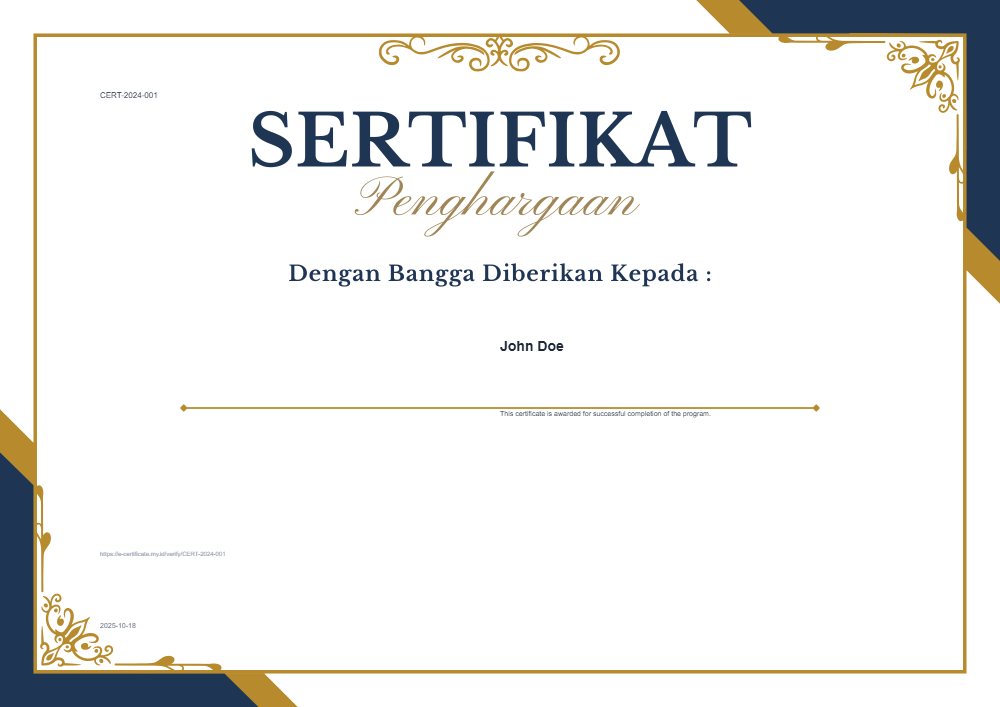 CERT-2024-001
SERTIFIKAT
Penghargaan
Dengan Bangga Diberikan Kepada :
John Doe
This certificate is awarded for successful completion of the program.
https://e-certificate.my.id/verify/CERT-2024-001
2025-10-18